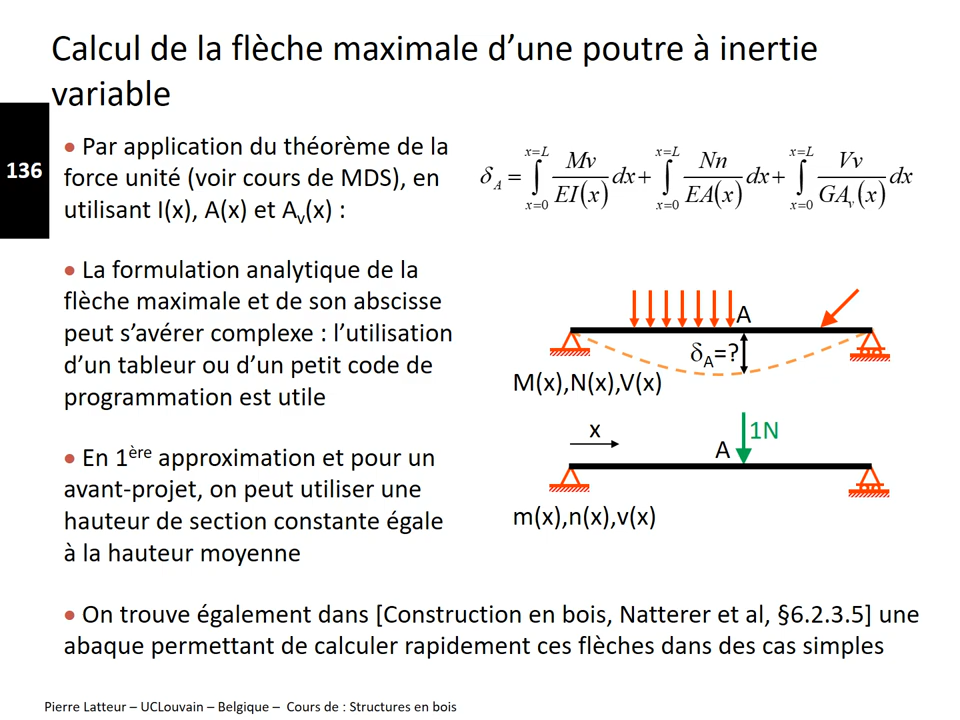 Calcul de la flèche maximale d’une poutre à inertie
variable
136
• Par application du théorème de la
force unité (voir cours de MDS), en
utilisant I(x), A(x) et Av(x) :
δA = ∫x=0x=L Mv/EI(x) dx + ∫x=0x=L Nn/EA(x) dx + ∫x=0x=L Vv/GAv(x) dx
• La formulation analytique de la
flèche maximale et de son abscisse
peut s’avérer complexe : l’utilisation
d’un tableur ou d’un petit code de
programmation est utile
A
δA=?
M(x),N(x),V(x)
x
1N
A
m(x),n(x),v(x)
• En 1ère approximation et pour un
avant-projet, on peut utiliser une
hauteur de section constante égale
à la hauteur moyenne
• On trouve également dans [Construction en bois, Natterer et al, §6.2.3.5] une
abaque permettant de calculer rapidement ces flèches dans des cas simples
Pierre Latteur – UCLouvain – Belgique – Cours de : Structures en bois